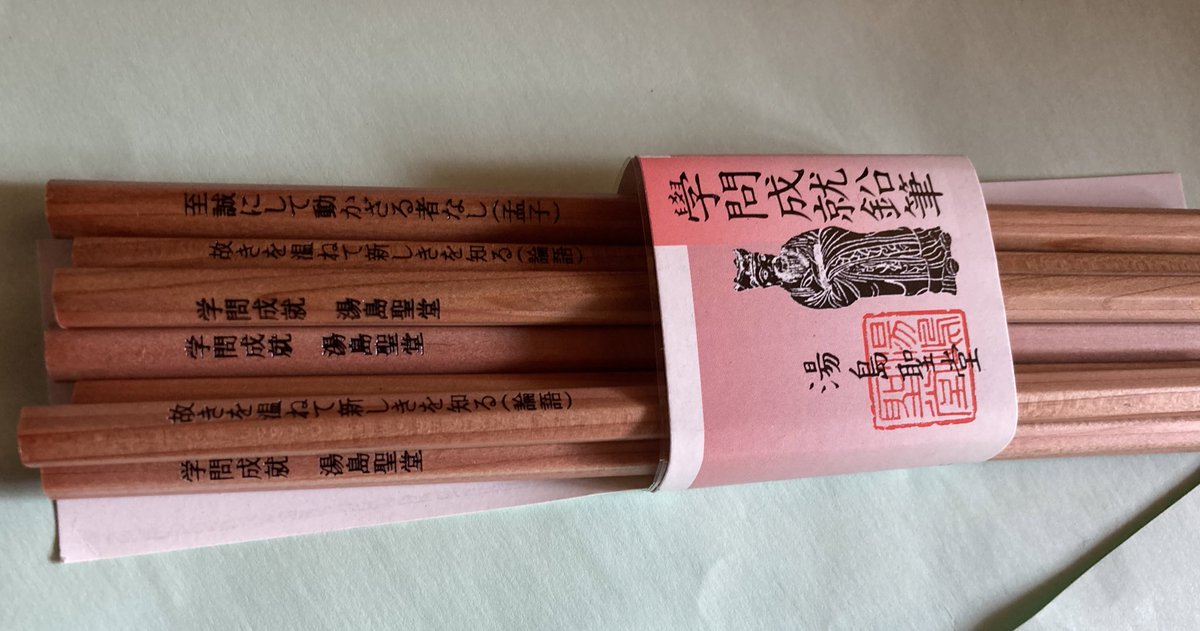 至誠にして動かざる者なし(孟子)
故きを温ねて、新しきを知る(論語)
学問成就 湯島聖堂
学問成就 湯島聖堂
故きを温ねて新しきを知る(論語)
学問成就 湯島聖堂
學問成就鉛筆
湯島聖堂